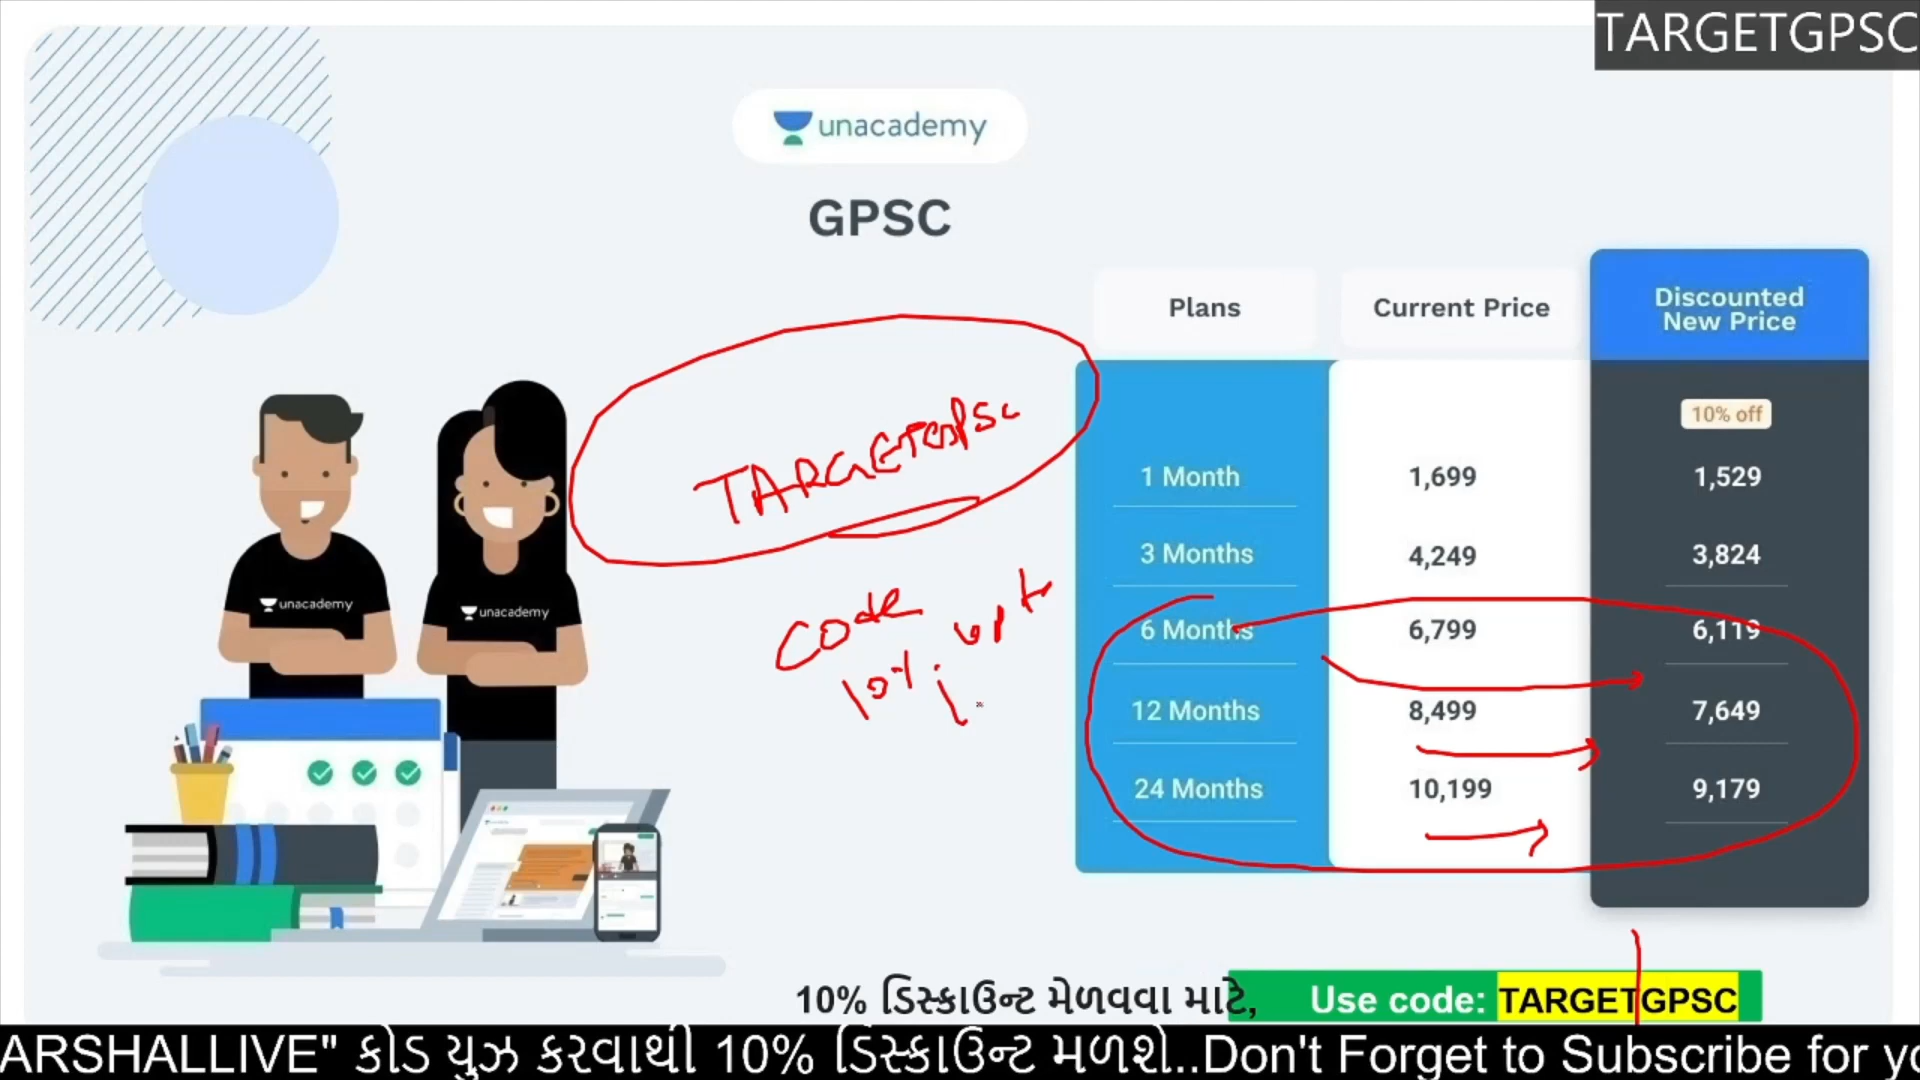 TARGETGPSC
unacademy
GPSC
Plans Current Price Discounted New Price
10% off
1 Month 1,699 1,529
3 Months 4,249 3,824
6 Months 6,799 6,119
12 Months 8,499 7,649
24 Months 10,199 9,179
TARGETGPSC
Code
10% upto
unacademy
unacademy
10% ડિસ્કાઉન્ટ મેળવવા માટે, Use code: TARGETGPSC
ARSHALLIVE" કોડ યુઝ કરવાથી 10% ડિસ્કાઉન્ટ મળશે..Don't Forget to Subscribe for yo